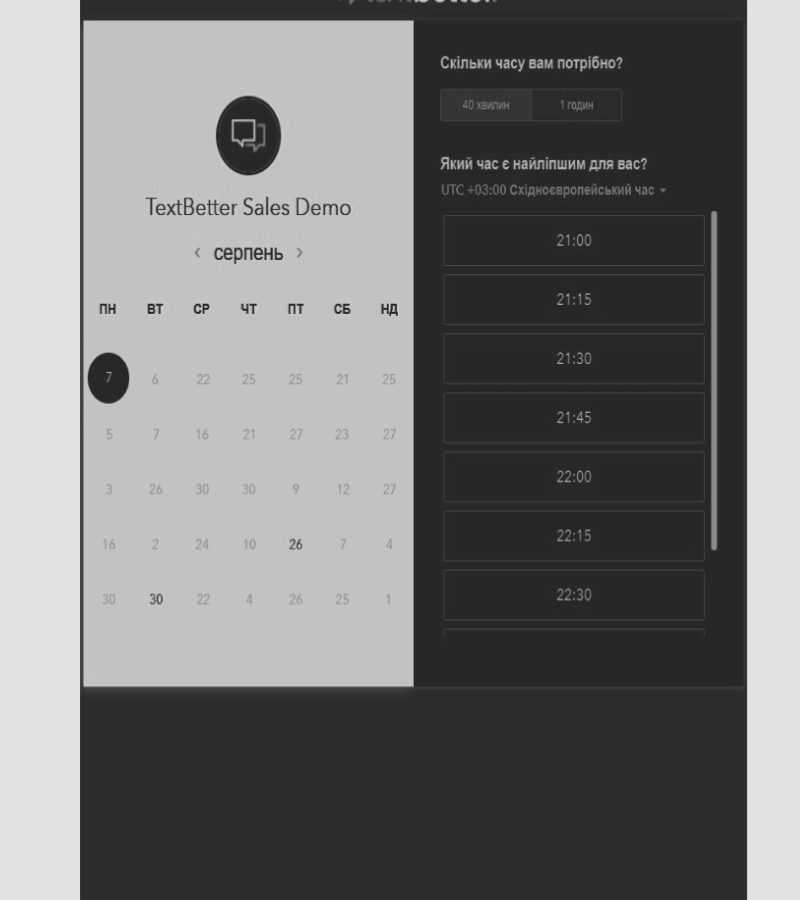 TextBetter Sales Demo
серпень
ПН ВТ СР ЧТ ПТ СБ НД
7 6 22 25 25 21 25
5 7 16 21 27 23 27
3 26 30 30 9 12 27
16 2 24 10 26 7 4
30 30 22 4 26 25 1
Скільки часу вам потрібно?
40 хвилин 1 годин
Який час є найліпшим для вас?
UTC +03:00 Східноєвропейський час
21:00
21:15
21:30
21:45
22:00
22:15
22:30